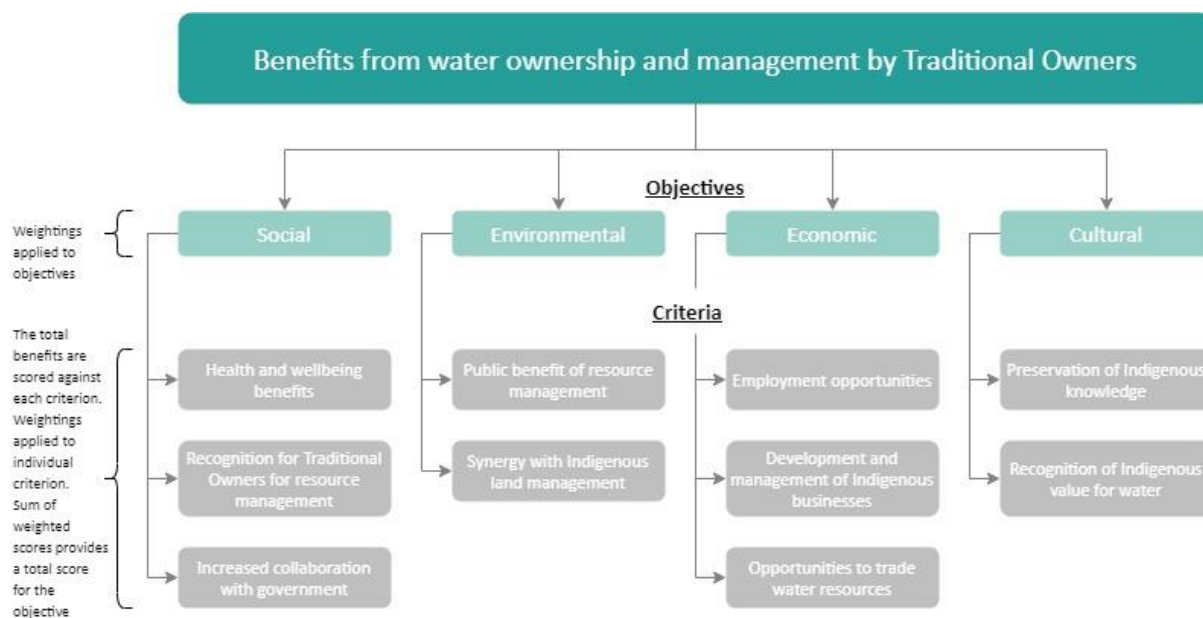 Benefits from water ownership and management by Traditional Owners
Objectives
Weightings
applied to
objectives
Social
Environmental
Economic
Cultural
Criteria
The total
benefits are
scored against
each criterion.
Weightings
applied to
individual
criterion.
Sum of
weighted
scores provides
a total score
for the
objective
Health and wellbeing
benefits
Public benefit of resource
management
Employment opportunities
Preservation of Indigenous
knowledge
Recognition for Traditional
Owners for resource
management
Synergy with Indigenous
land management
Development and
management of Indigenous
businesses
Recognition of Indigenous
value for water
Increased collaboration
with government
Opportunities to trade
water resources